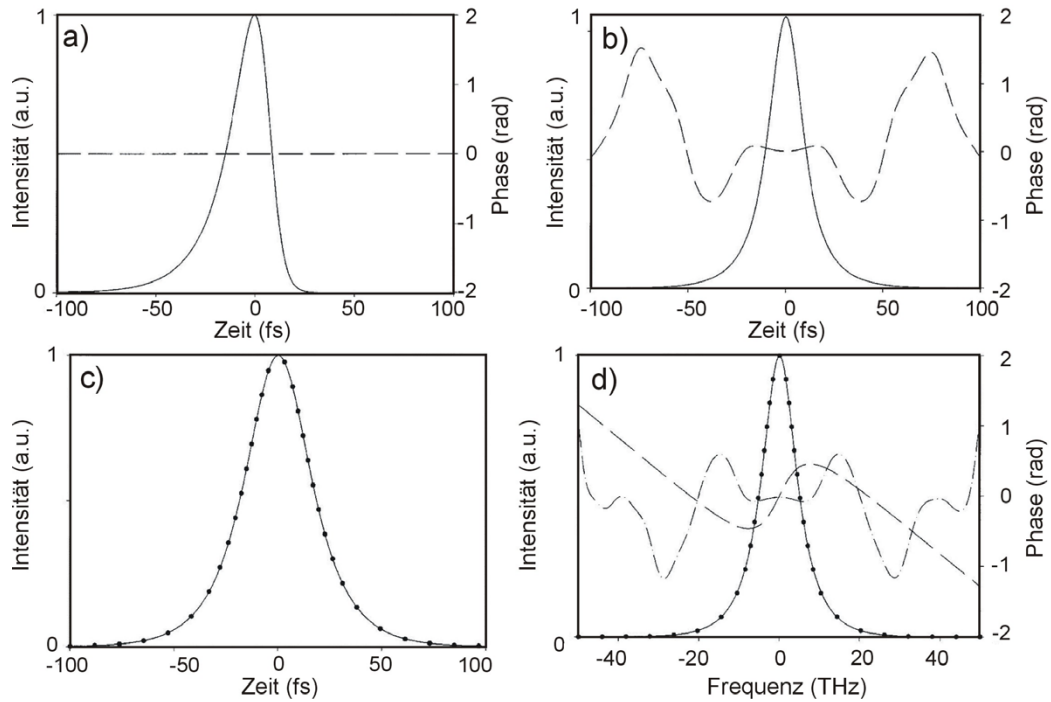 a)
1
0
Intensität (a.u.)
2
1
0
-1
-2
Phase (rad)
-100 -50 0 50 100
Zeit (fs)
b)
1
0
Intensität (a.u.)
2
1
0
-1
-2
Phase (rad)
-100 -50 0 50 100
Zeit (fs)
c)
1
0
Intensität (a.u.)
-100 -50 0 50 100
Zeit (fs)
d)
1
0
Intensität (a.u.)
2
1
0
-1
-2
Phase (rad)
-40 -20 0 20 40
Frequenz (THz)